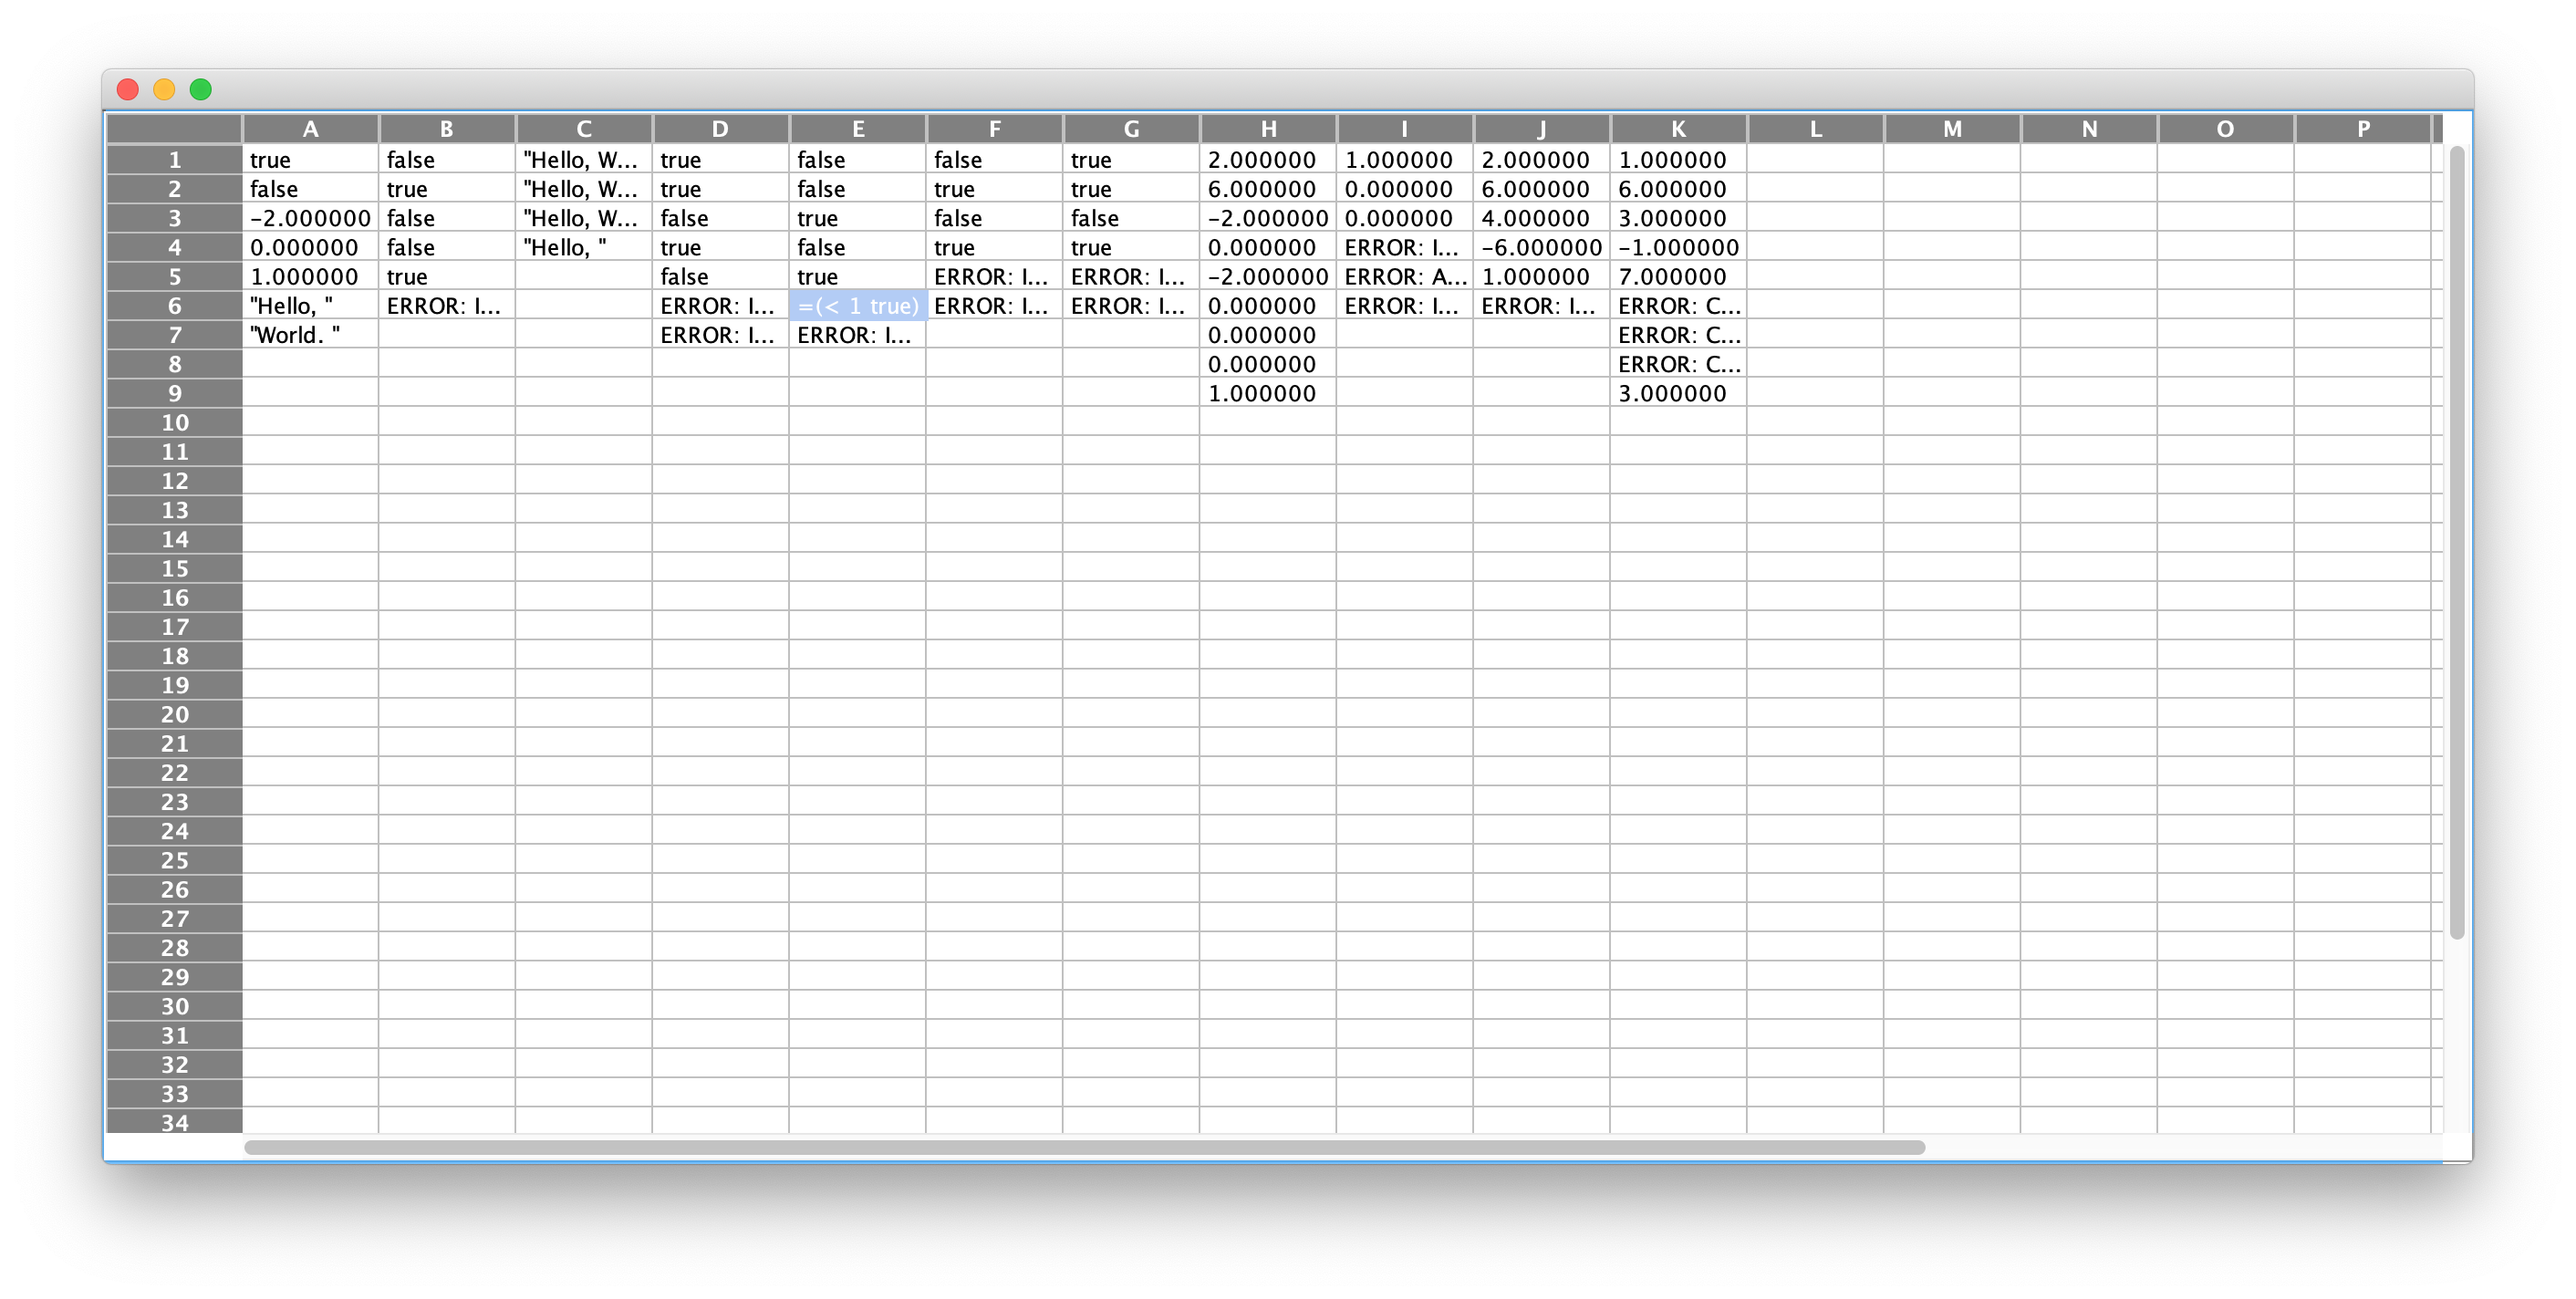 A B C D E F G H I J K L M N O P
1 true false "Hello, W... true false false true 2.000000 1.000000 2.000000 1.000000
2 false true "Hello, W... true false true true 6.000000 0.000000 6.000000 6.000000
3 -2.000000 false "Hello, W... false true false false -2.000000 0.000000 4.000000 3.000000
4 0.000000 false "Hello, " true false true true 0.000000 ERROR: I... -6.000000 -1.000000
5 1.000000 true false true ERROR: I... ERROR: I... -2.000000 ERROR: A... 1.000000 7.000000
6 "Hello, " ERROR: I... ERROR: I... =(< 1 true) ERROR: I... ERROR: I... 0.000000 ERROR: I... ERROR: I... ERROR: C...
7 "World. " ERROR: I... ERROR: I... 0.000000 ERROR: C...
8 0.000000 ERROR: C...
9 1.000000 3.000000
10
11
12
13
14
15
16
17
18
19
20
21
22
23
24
25
26
27
28
29
30
31
32
33
34